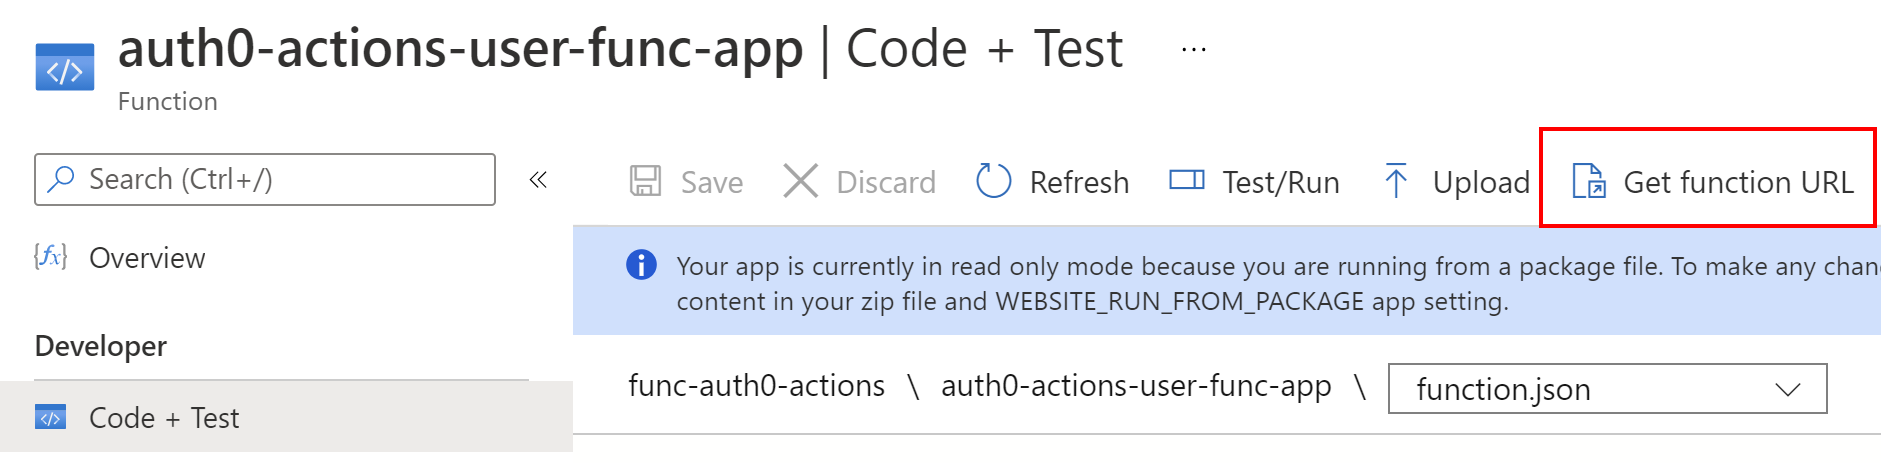 auth0-actions-user-func-app | Code + Test ...
Function
Search (Ctrl+/) «
Save Discard Refresh Test/Run Upload Get function URL
{fx} Overview
Your app is currently in read only mode because you are running from a package file. To make any
content in your zip file and WEBSITE_RUN_FROM_PACKAGE app setting.
Developer
func-auth0-actions \ auth0-actions-user-func-app \ function.json
</> Code + Test